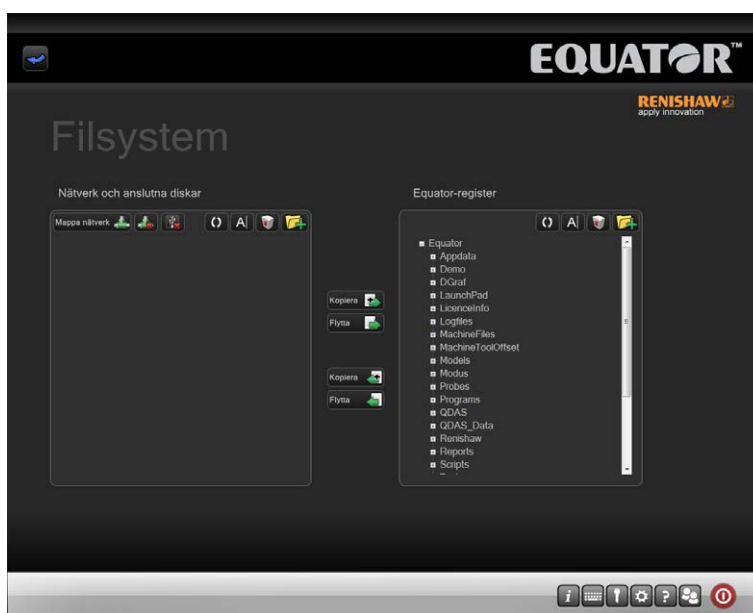 EQUATOR™
RENISHAW
apply innovation
Filsystem
Nätverk och anslutna diskar
Equator-register
Mappa nätverk
A|
A|
Equator
Appdata
Demo
DGraf
LaunchPad
LicenceInfo
Logfiles
MachineFiles
MachineToolOffset
Models
Modus
Probes
Programs
QDAS
QDAS_Data
Renishaw
Reports
Scripts
Kopiera
Flytta
Kopiera
Flytta
i
?